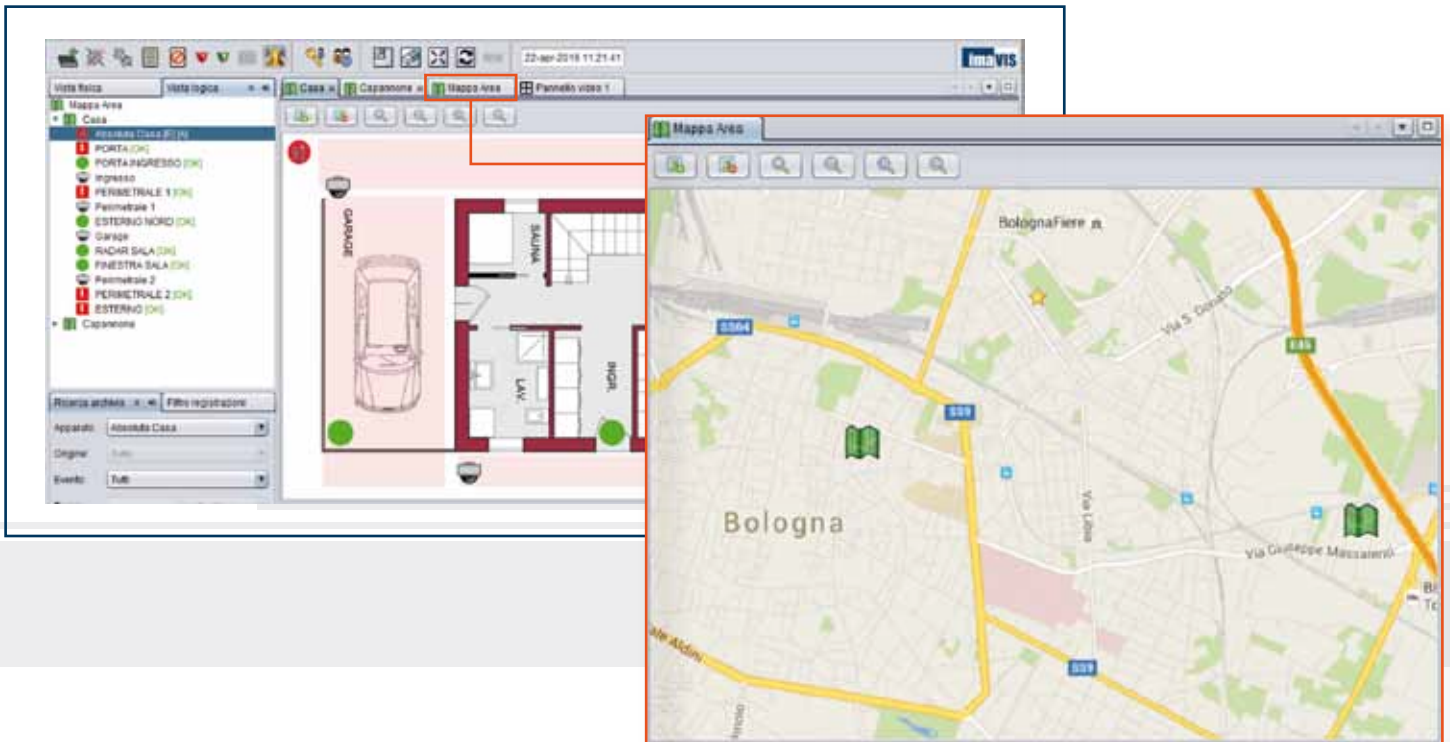 22-apr-2016 11:21:41
imavis
Vista fisica
Vista logica
Casa
Capannone
Mappa Area
Pannello video 1
Mappa Area
Casa
Absoluta Casa [E] [A]
PORTA [OK]
PORTA INGRESSO [OK]
Ingresso
PERIMETRALE 1 [OK]
Perimetrale 1
ESTERNO NORD [OK]
Garage
RADAR SALA [OK]
FINESTRA SALA [OK]
Perimetrale 2
PERIMETRALE 2 [OK]
ESTERNO [OK]
Capannone
GARAGE
SAUNA
LAV.
INGR.
Ricerca archivio
Filtro registrazioni
Apparato: Absoluta Casa
Origine: Tutti
Evento: Tutti
Mappa Area
BolognaFiere
Via S. Donato
SS64
E45
SS9
Bologna
Via Libia
Via Giuseppe Massarenti
ale Aldini
SS9